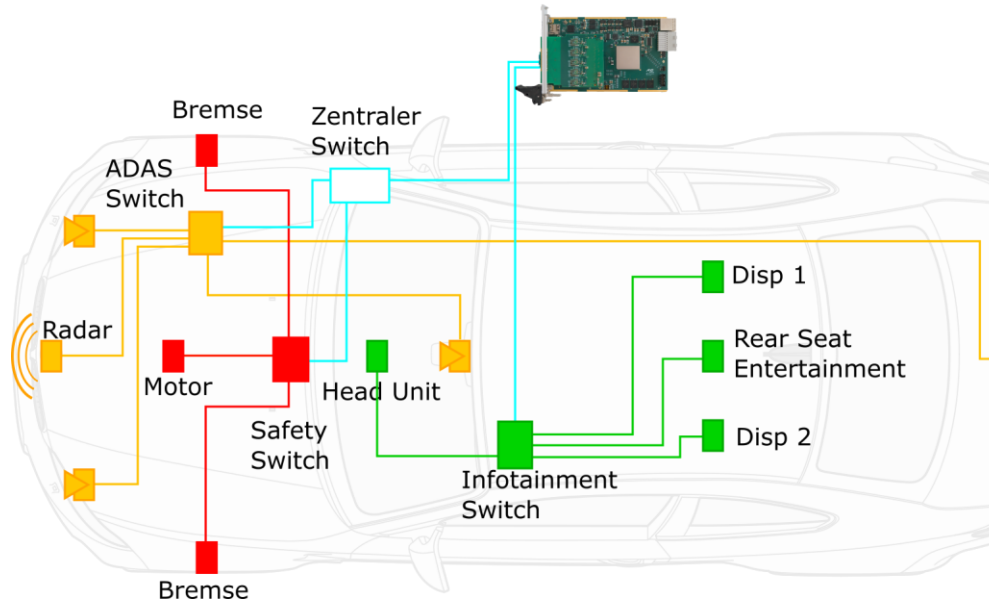 Bremse
Zentraler
Switch
ADAS
Switch
Disp 1
Radar
Rear Seat
Entertainment
Motor
Head Unit
Safety
Switch
Disp 2
Infotainment
Switch
Bremse